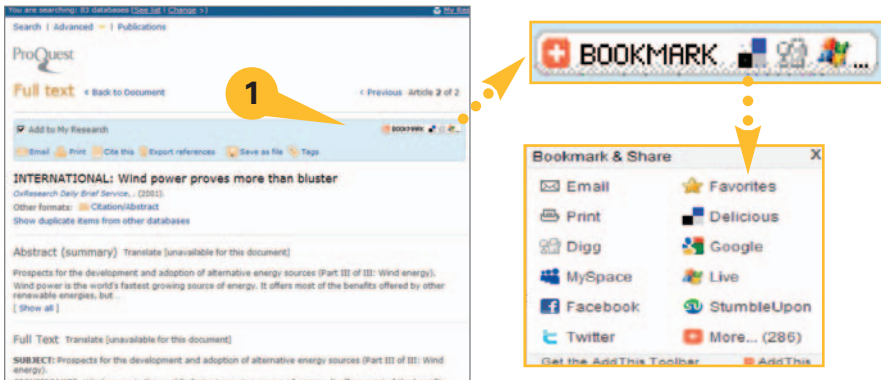 You are searching: 83 databases (See list | Change >)
Search | Advanced | Publications
ProQuest
Full text < Back to Document
< Previous Article 2 of 2
1
Add to My Research
BOOKMARK
Email Print Cite this Export references Save as file Tags
INTERNATIONAL: Wind power proves more than bluster
OxResearch Daily Brief Service, . (2001).
Other formats: Citation/Abstract
Show duplicate items from other databases
Abstract (summary) Translate [unavailable for this document]
Prospects for the development and adoption of alternative energy sources (Part III of III: Wind energy).
Wind power is the world's fastest growing source of energy. It offers most of the benefits offered by other
renewable energies, but...
[ Show all ]
Full Text Translate [unavailable for this document]
SUBJECT: Prospects for the development and adoption of alternative energy sources (Part III of III: Wind
energy).
BOOKMARK ...
Bookmark & Share X
Email Favorites
Print Delicious
Digg Google
MySpace Live
Facebook StumbleUpon
Twitter More... (286)
Get the AddThis Toolbar AddThis